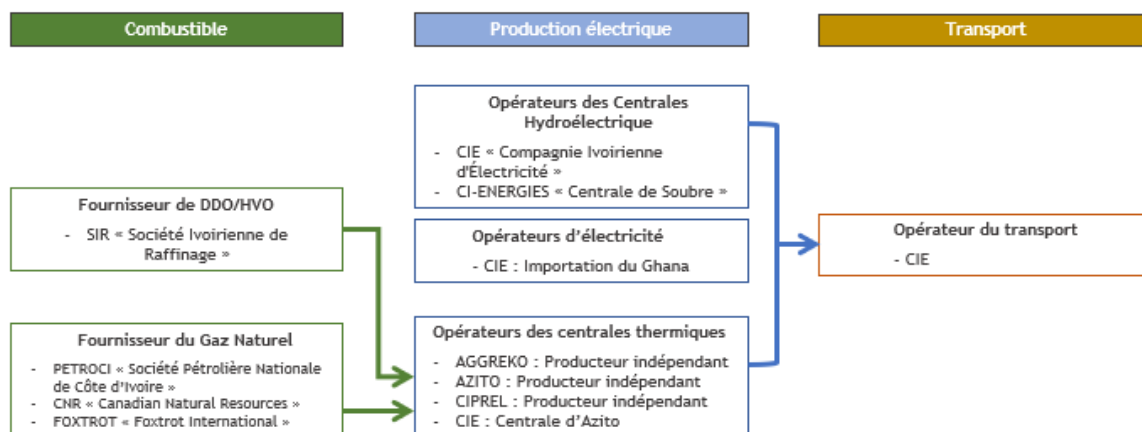 Combustible
Production électrique
Transport
Opérateurs des Centrales
Hydroélectrique
- CIE « Compagnie Ivoirienne
d'Électricité »
- CI-ENERGIES « Centrale de Soubre »
Fournisseur de DDO/HVO
- SIR « Société Ivoirienne de
Raffinage »
Opérateurs d'électricité
- CIE : Importation du Ghana
Opérateur du transport
- CIE
Fournisseur du Gaz Naturel
- PETROCI « Société Pétrolière Nationale
de Côte d'Ivoire »
- CNR « Canadian Natural Resources »
- FOXTROT « Foxtrot International »
Opérateurs des centrales thermiques
- AGGREKO : Producteur indépendant
- AZITO : Producteur indépendant
- CIPREL : Producteur indépendant
- CIE : Centrale d'Azito